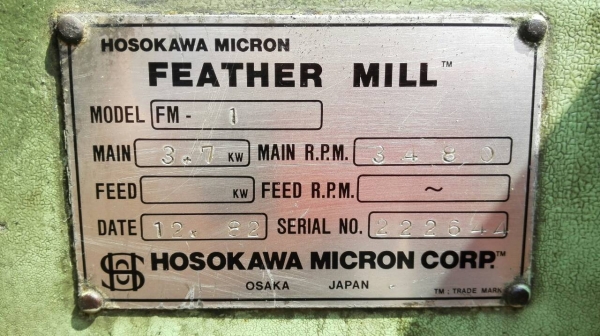 HOSOKAWA MICRON
FEATHER MILL™
MODEL FM- 1
MAIN 3.7 KW MAIN R.P.M. 3480
FEED KW FEED R.P.M. ~
DATE 12. 82 SERIAL NO. 222644
HOSOKAWA MICRON CORP.™
OSAKA JAPAN TM : TRADE MARK